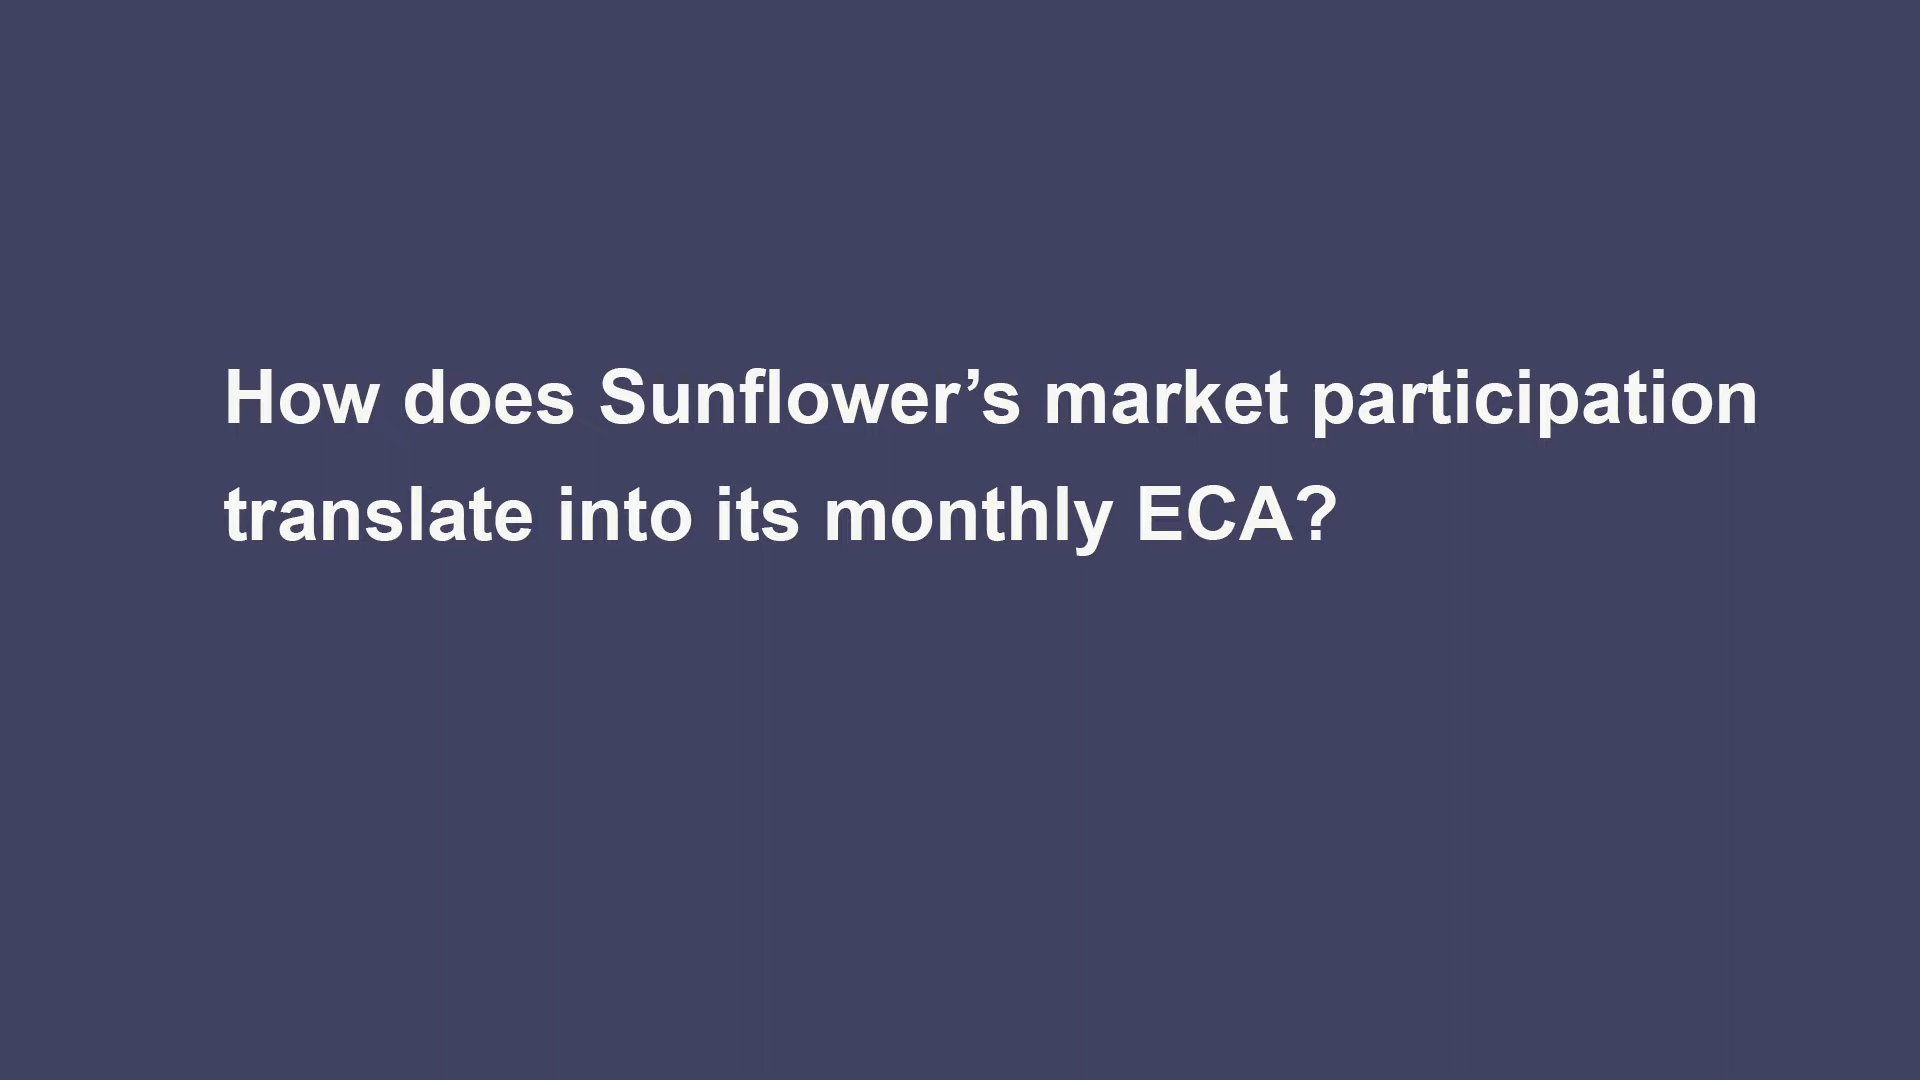 How does Sunflower’s market participation
translate into its monthly ECA?